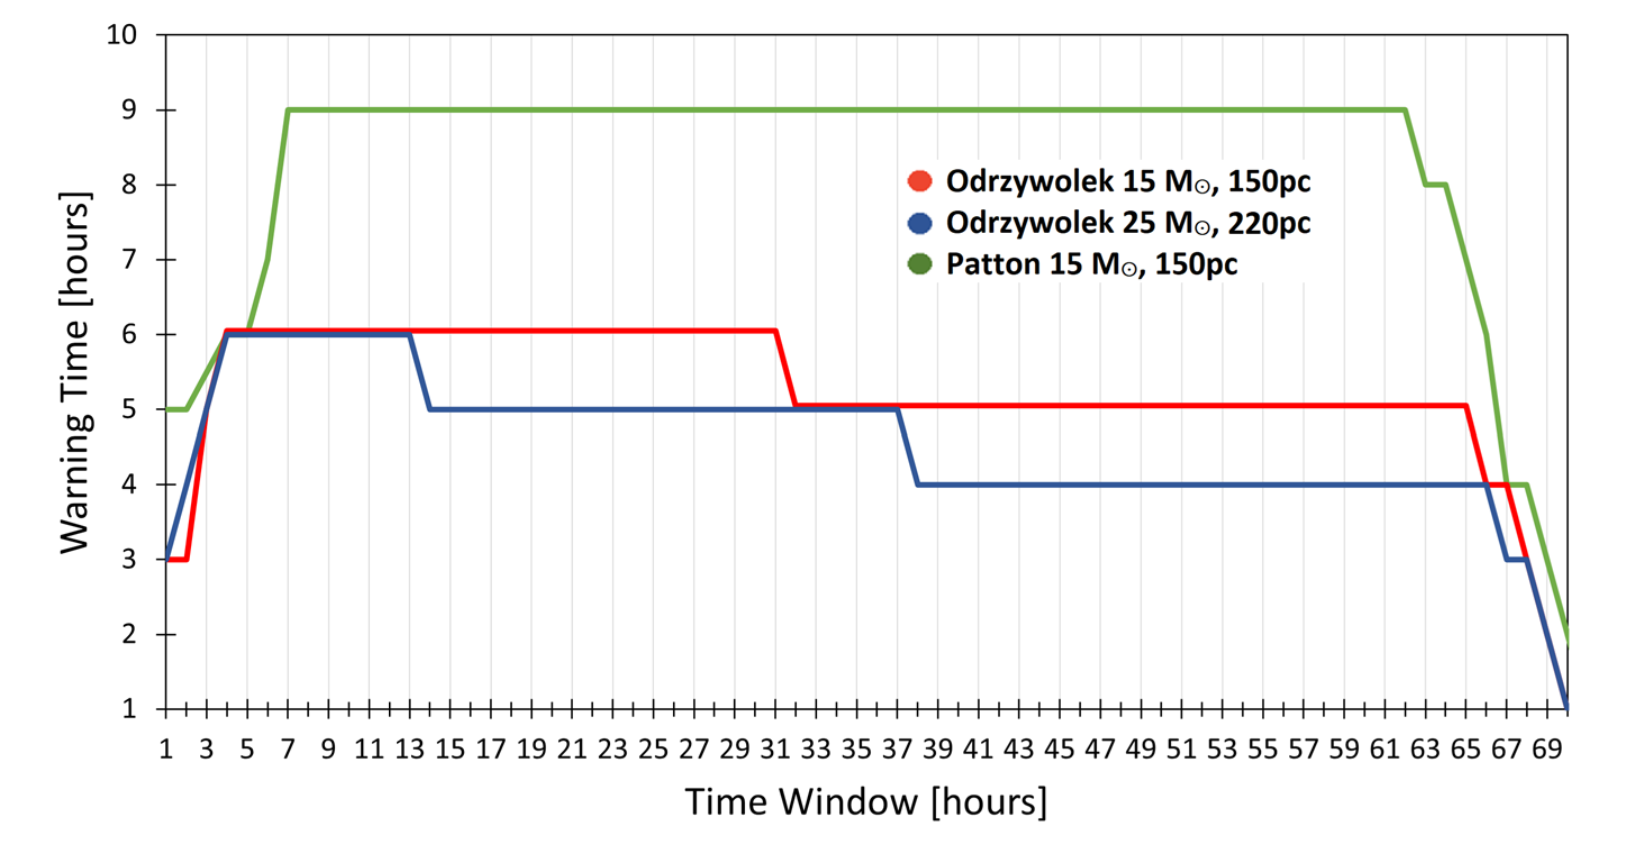 10
9
8
7
6
5
4
3
2
1
Warning Time [hours]
Odrzywolek 15 M☉, 150pc
Odrzywolek 25 M☉, 220pc
Patton 15 M☉, 150pc
1 3 5 7 9 11 13 15 17 19 21 23 25 27 29 31 33 35 37 39 41 43 45 47 49 51 53 55 57 59 61 63 65 67 69
Time Window [hours]